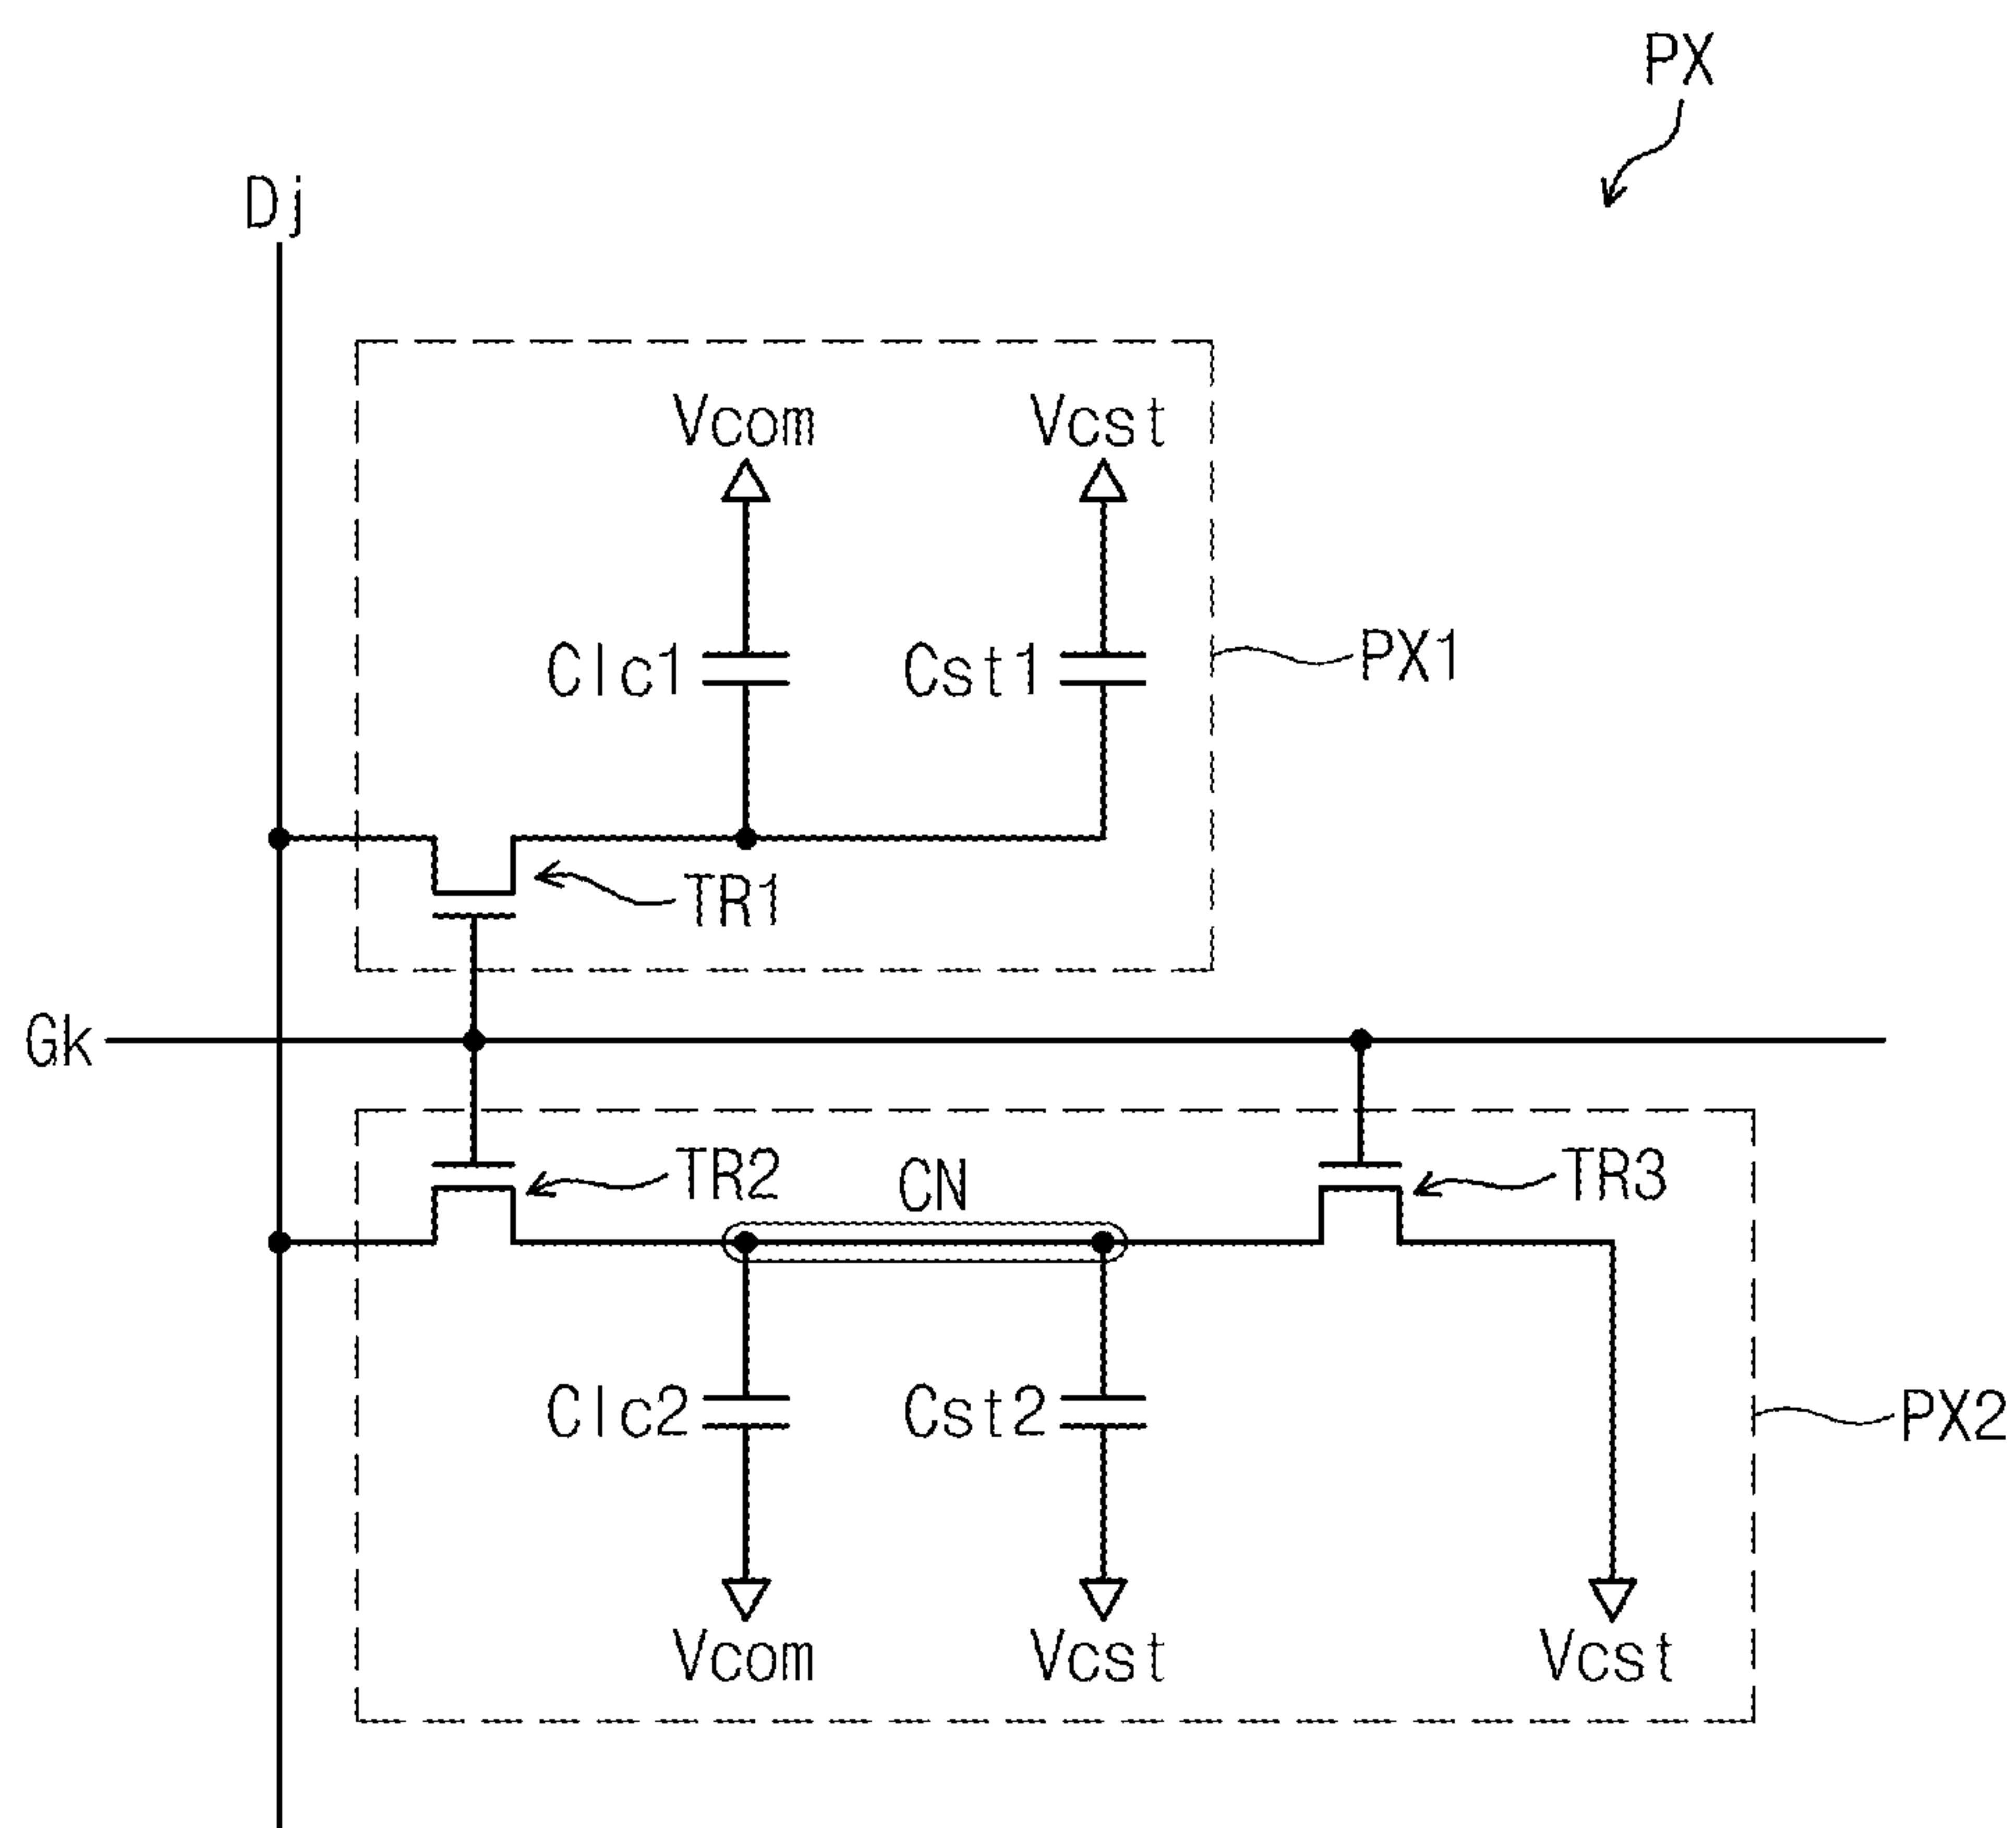 PX
Dj
Vcom Vcst
Clc1 Cst1 PX1
TR1
Gk
TR2 CN TR3
Clc2 Cst2 PX2
Vcom Vcst Vcst